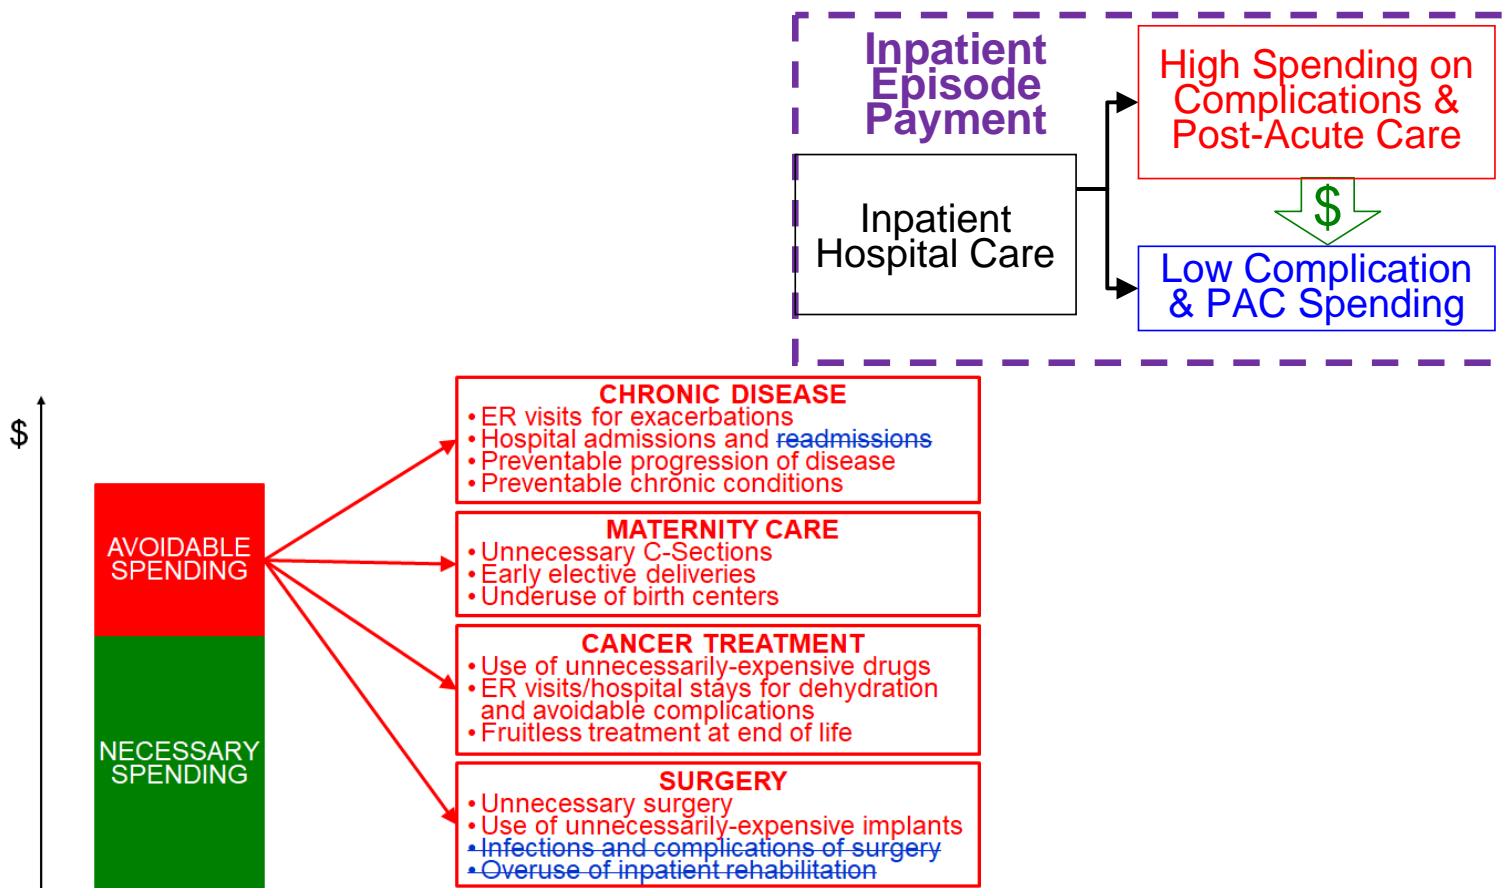 Inpatient
Episode
Payment
Inpatient
Hospital Care
High Spending on
Complications &
Post-Acute Care
$
Low Complication
& PAC Spending
$
AVOIDABLE
SPENDING
NECESSARY
SPENDING
CHRONIC DISEASE
• ER visits for exacerbations
• Hospital admissions and readmissions
• Preventable progression of disease
• Preventable chronic conditions
MATERNITY CARE
• Unnecessary C-Sections
• Early elective deliveries
• Underuse of birth centers
CANCER TREATMENT
• Use of unnecessarily-expensive drugs
• ER visits/hospital stays for dehydration
and avoidable complications
• Fruitless treatment at end of life
SURGERY
• Unnecessary surgery
• Use of unnecessarily-expensive implants
• Infections and complications of surgery
• Overuse of inpatient rehabilitation